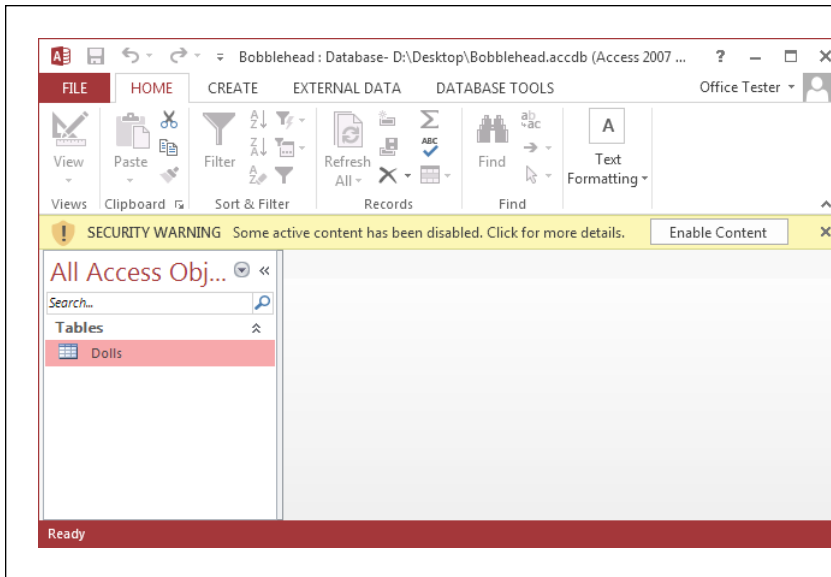 Bobblehead : Database- D:\Desktop\Bobblehead.accdb (Access 2007 ...
FILE HOME CREATE EXTERNAL DATA DATABASE TOOLS Office Tester
View Paste Filter Refresh All Find Text Formatting
Views Clipboard Sort & Filter Records Find
SECURITY WARNING Some active content has been disabled. Click for more details. Enable Content
All Access Obj...
Search...
Tables
Dolls
Ready